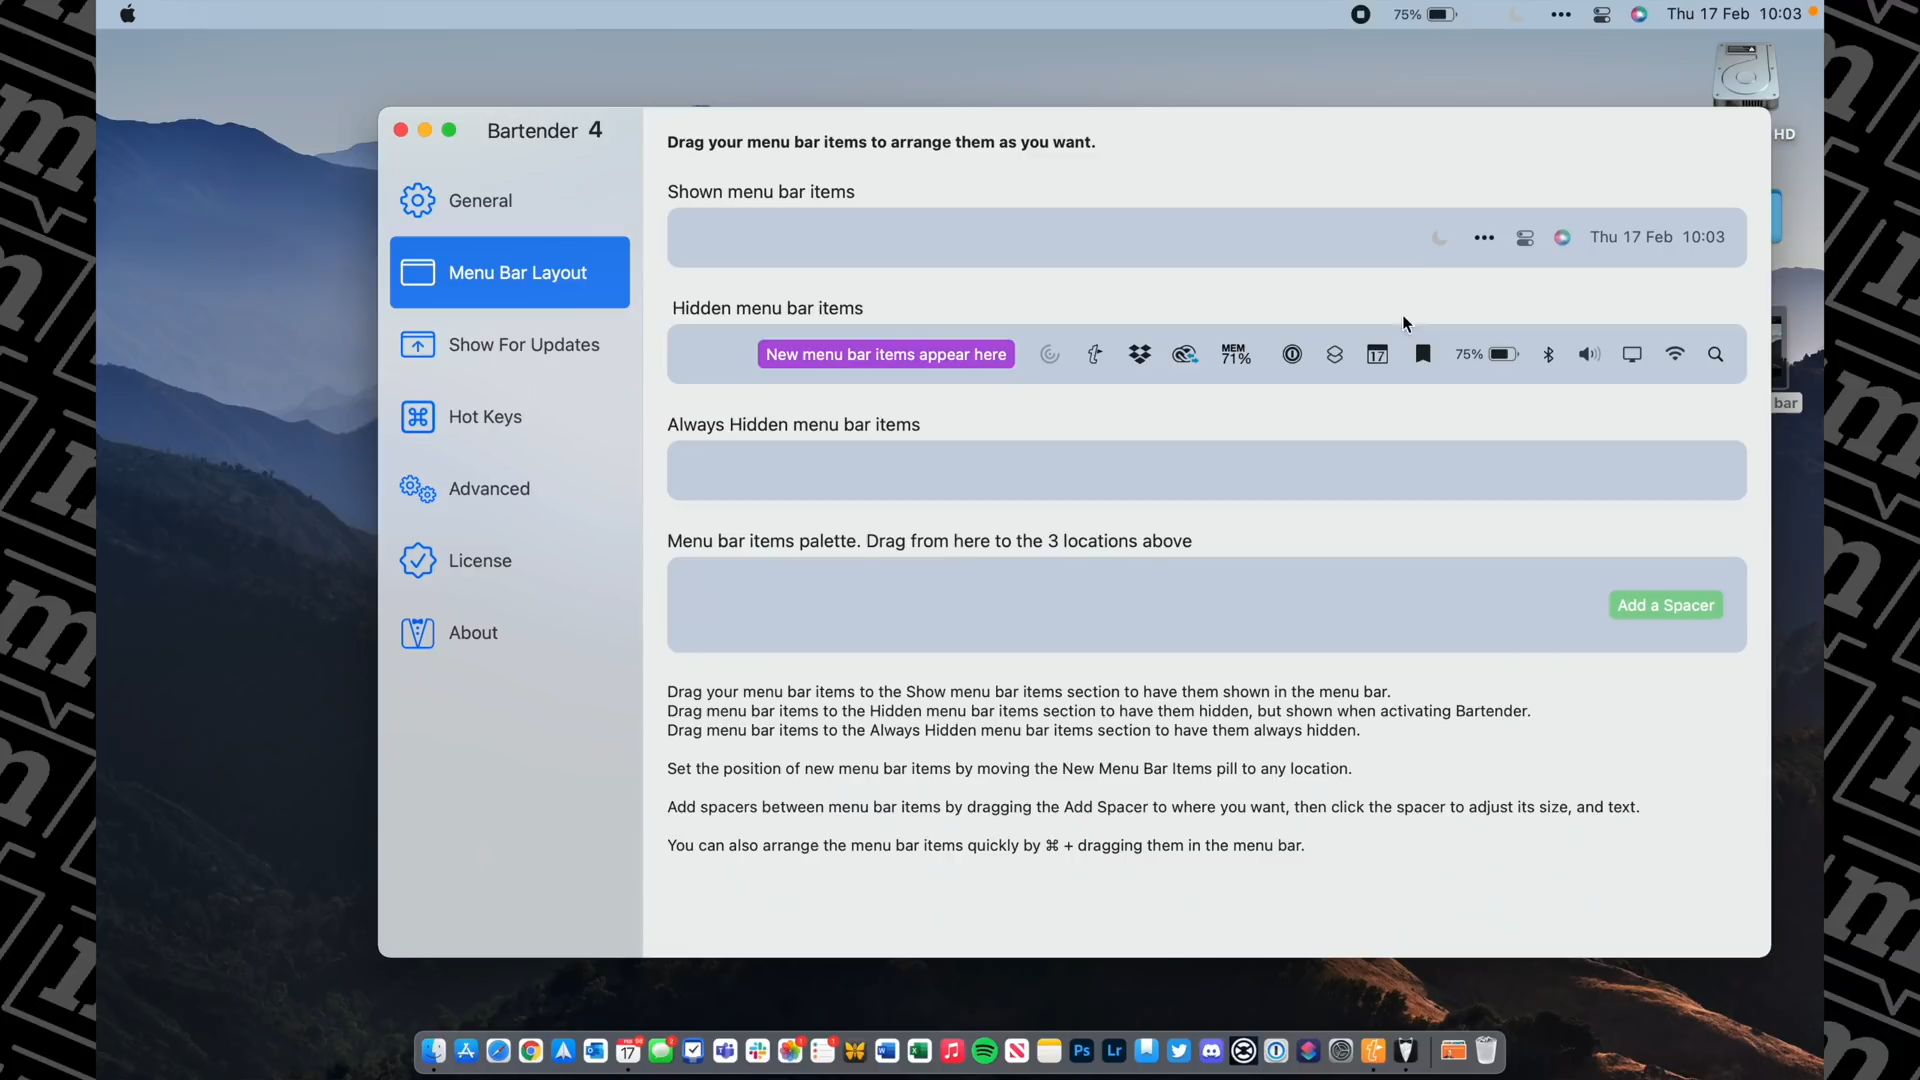 75%
Thu 17 Feb 10:03
HD
Bartender 4
General
Menu Bar Layout
Show For Updates
Hot Keys
Advanced
License
About
Drag your menu bar items to arrange them as you want.
Shown menu bar items
Thu 17 Feb 10:03
Hidden menu bar items
New menu bar items appear here
MEM
71%
17
75%
bar
Always Hidden menu bar items
Menu bar items palette. Drag from here to the 3 locations above
Add a Spacer
Drag your menu bar items to the Show menu bar items section to have them shown in the menu bar.
Drag menu bar items to the Hidden menu bar items section to have them hidden, but shown when activating Bartender.
Drag menu bar items to the Always Hidden menu bar items section to have them always hidden.
Set the position of new menu bar items by moving the New Menu Bar Items pill to any location.
Add spacers between menu bar items by dragging the Add Spacer to where you want, then click the spacer to adjust its size, and text.
You can also arrange the menu bar items quickly by ⌘ + dragging them in the menu bar.
17
Ps
Lr